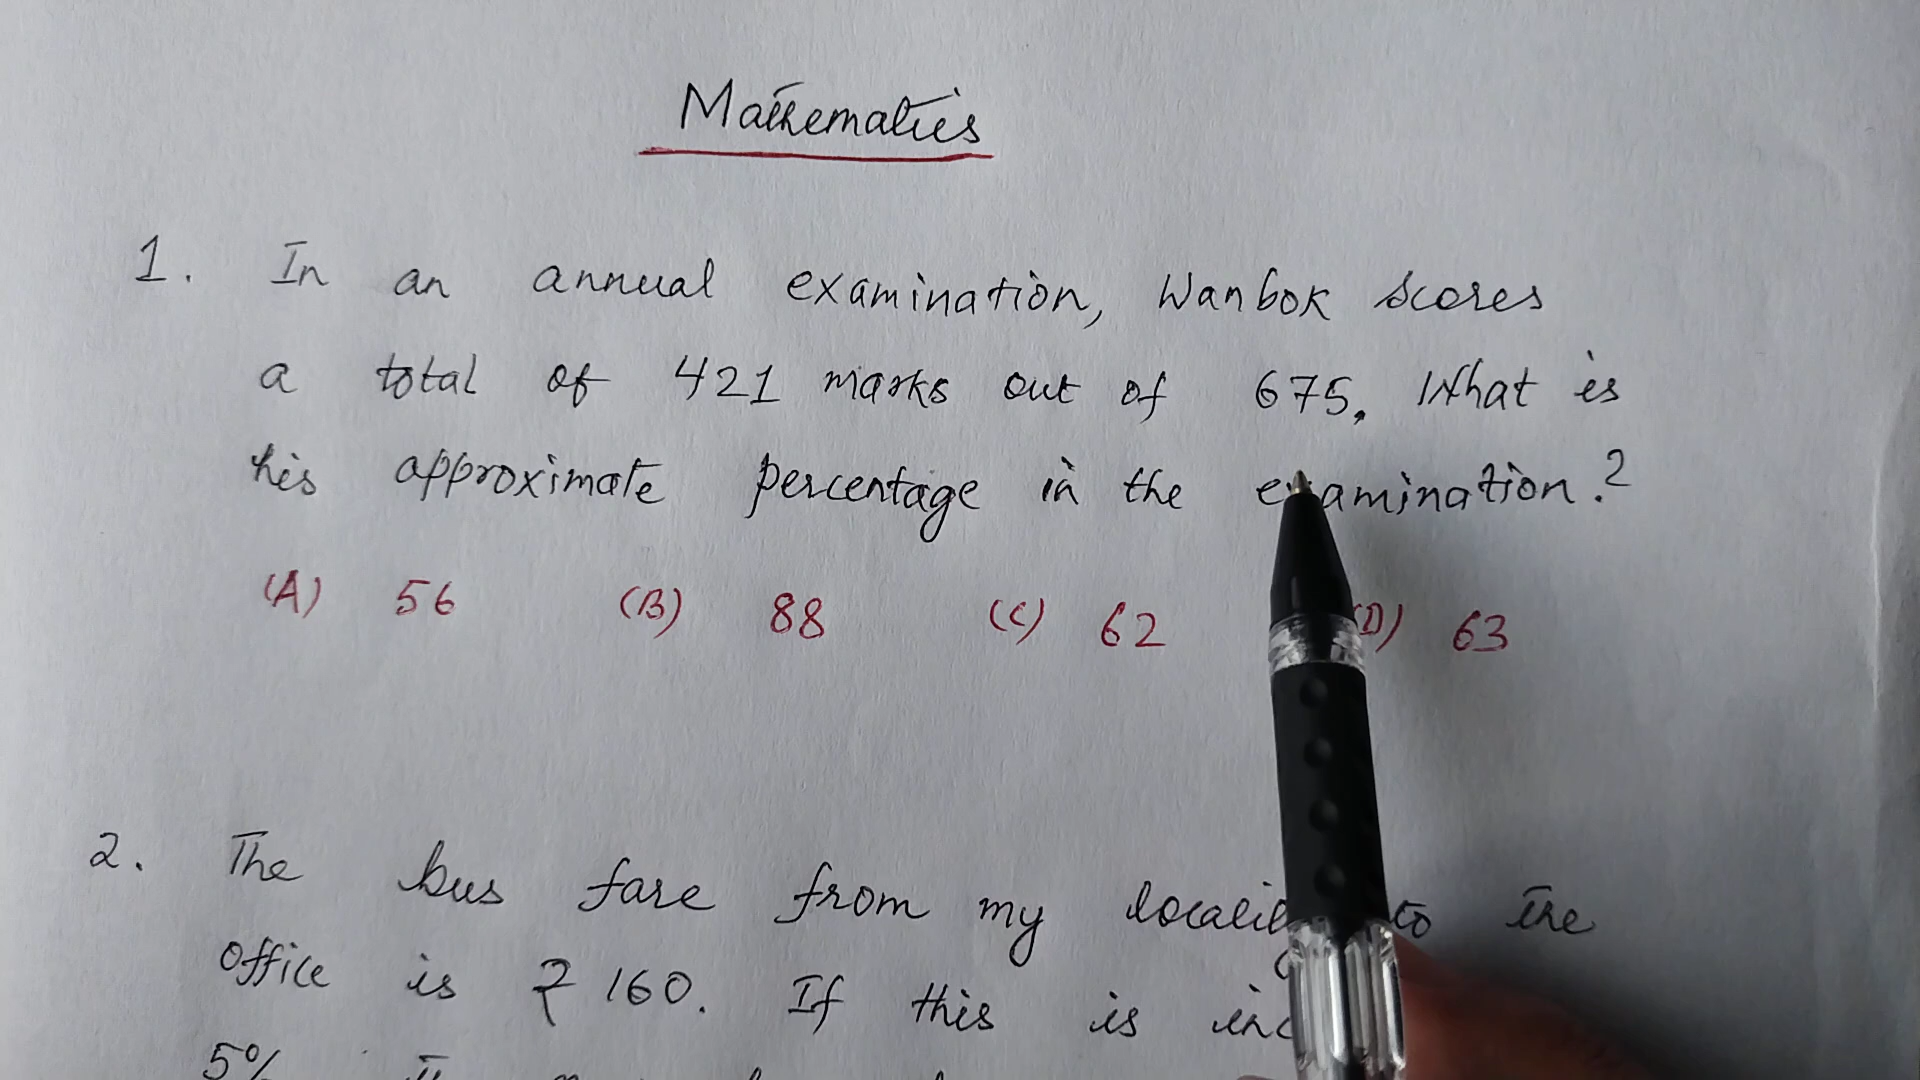 Mathematics
1. In an annual examination, Wanbok scores
a total of 421 marks out of 675. What is
his approximate percentage in the examination.?
(A) 56 (B) 88 (C) 62 (D) 63
2. The bus fare from my to the
office is ₹ 160. If this is
5%